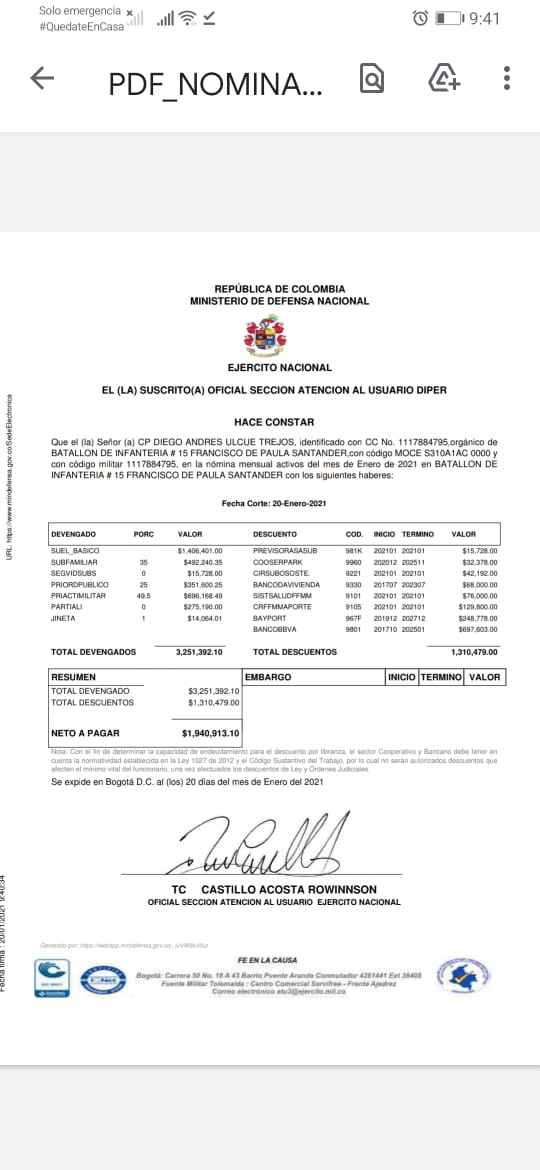 Solo emergencia
#QuedateEnCasa
9:41
PDF_NOMINA...
REPÚBLICA DE COLOMBIA
MINISTERIO DE DEFENSA NACIONAL
EJERCITO NACIONAL
EL (LA) SUSCRITO(A) OFICIAL SECCION ATENCION AL USUARIO DIPER
HACE CONSTAR
Que el (la) Señor (a) CP DIEGO ANDRES ULCUE TREJOS, identificado con CC No. 1117884795,orgánico de
BATALLON DE INFANTERIA # 15 FRANCISCO DE PAULA SANTANDER,con código MOCE S310A1AC 0000 y
con código militar 1117884795, en la nómina mensual activos del mes de Enero de 2021 en BATALLON DE
INFANTERIA # 15 FRANCISCO DE PAULA SANTANDER con los siguientes haberes:
Fecha Corte: 20-Enero-2021
DEVENGADO PORC VALOR DESCUENTO COD. INICIO TERMINO VALOR
SUEL_BASICO $1,406,401.00 PREVISORASASUB 981K 202101 202101 $15,728.00
SUBFAMILIAR 35 $492,240.35 COOSERPARK 9960 202012 202511 $32,378.00
SEGVIDSUBS 0 $15,728.00 CIRSUBOSOSTE. 9221 202101 202101 $42,192.00
PRIORDPUBLICO 25 $351,600.25 BANCODAVIVIENDA 9330 201707 202307 $68,000.00
PRIACTIMILITAR 49.5 $696,168.49 SISTSALUDFFMM 9101 202101 202101 $76,000.00
PARTIALI 0 $275,190.00 CRFFMMAPORTE 9105 202101 202101 $129,800.00
JINETA 1 $14,064.01 BAYPORT 967F 201912 202712 $248,778.00
BANCOBBVA 9801 201710 202501 $697,603.00
TOTAL DEVENGADOS 3,251,392.10 TOTAL DESCUENTOS 1,310,479.00
RESUMEN EMBARGO INICIO TERMINO VALOR
TOTAL DEVENGADO $3,251,392.10
TOTAL DESCUENTOS $1,310,479.00
NETO A PAGAR $1,940,913.10
Nota: Con el fin de determinar la capacidad de endeudamiento para el descuento por libranza, el sector Cooperativo y Bancario debe tener en
cuenta la normatividad establecida en la Ley 1527 de 2012 y el Código Sustantivo del Trabajo, por lo cual no serán autorizados descuentos que
afecten el mínimo vital del funcionario, una vez efectuados los descuentos de Ley y Órdenes Judiciales.
Se expide en Bogotá D.C. al (los) 20 días del mes de Enero del 2021
TC CASTILLO ACOSTA ROWINNSON
OFICIAL SECCION ATENCION AL USUARIO EJERCITO NACIONAL
FE EN LA CAUSA
Bogotá: Carrera 50 No. 18 A 43 Barrio Puente Aranda Conmutador 4261441 Ext 38405
Fuente Militar Tolemaida : Centro Comercial Servifree - Frente Ajedrez
Correo electrónico atu3@ejercito.mil.co
URL: https://www.mindefensa.gov.co/SedeElectronica
Fecha firma : 20/01/2021 9:40:34